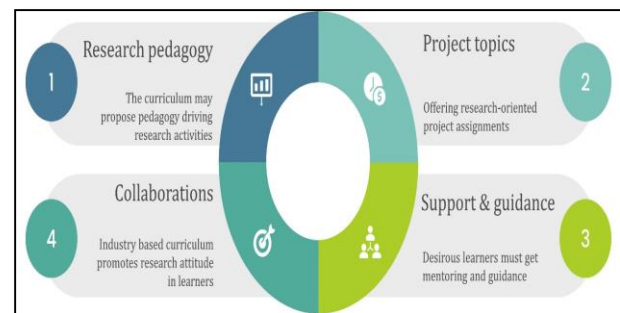 1
Research pedagogy
The curriculum may
propose pedagogy driving
research activities
Project topics
2
Offering research-oriented
project assignments
$
4
Collaborations
Industry based curriculum
promotes research attitude
in learners
Support & guidance
3
Desirous learners must get
mentoring and guidance